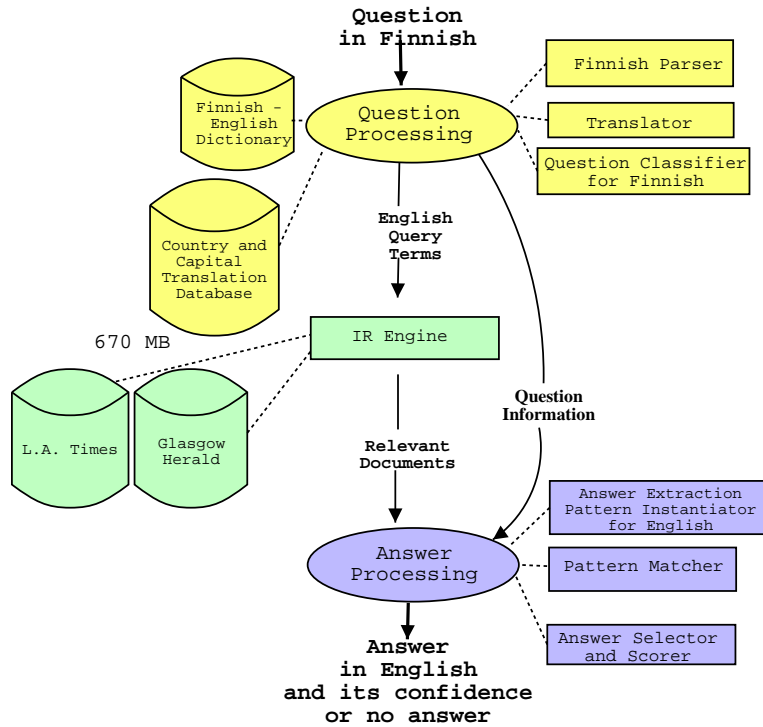 Question
in Finnish
Finnish Parser
Finnish -
English
Dictionary
Question
Processing
Translator
Question Classifier
for Finnish
English
Query
Terms
Country and
Capital
Translation
Database
670 MB
IR Engine
L.A. Times
Glasgow
Herald
Question
Information
Relevant
Documents
Answer Extraction
Pattern Instantiator
for English
Answer
Processing
Pattern Matcher
Answer Selector
and Scorer
Answer
in English
and its confidence
or no answer